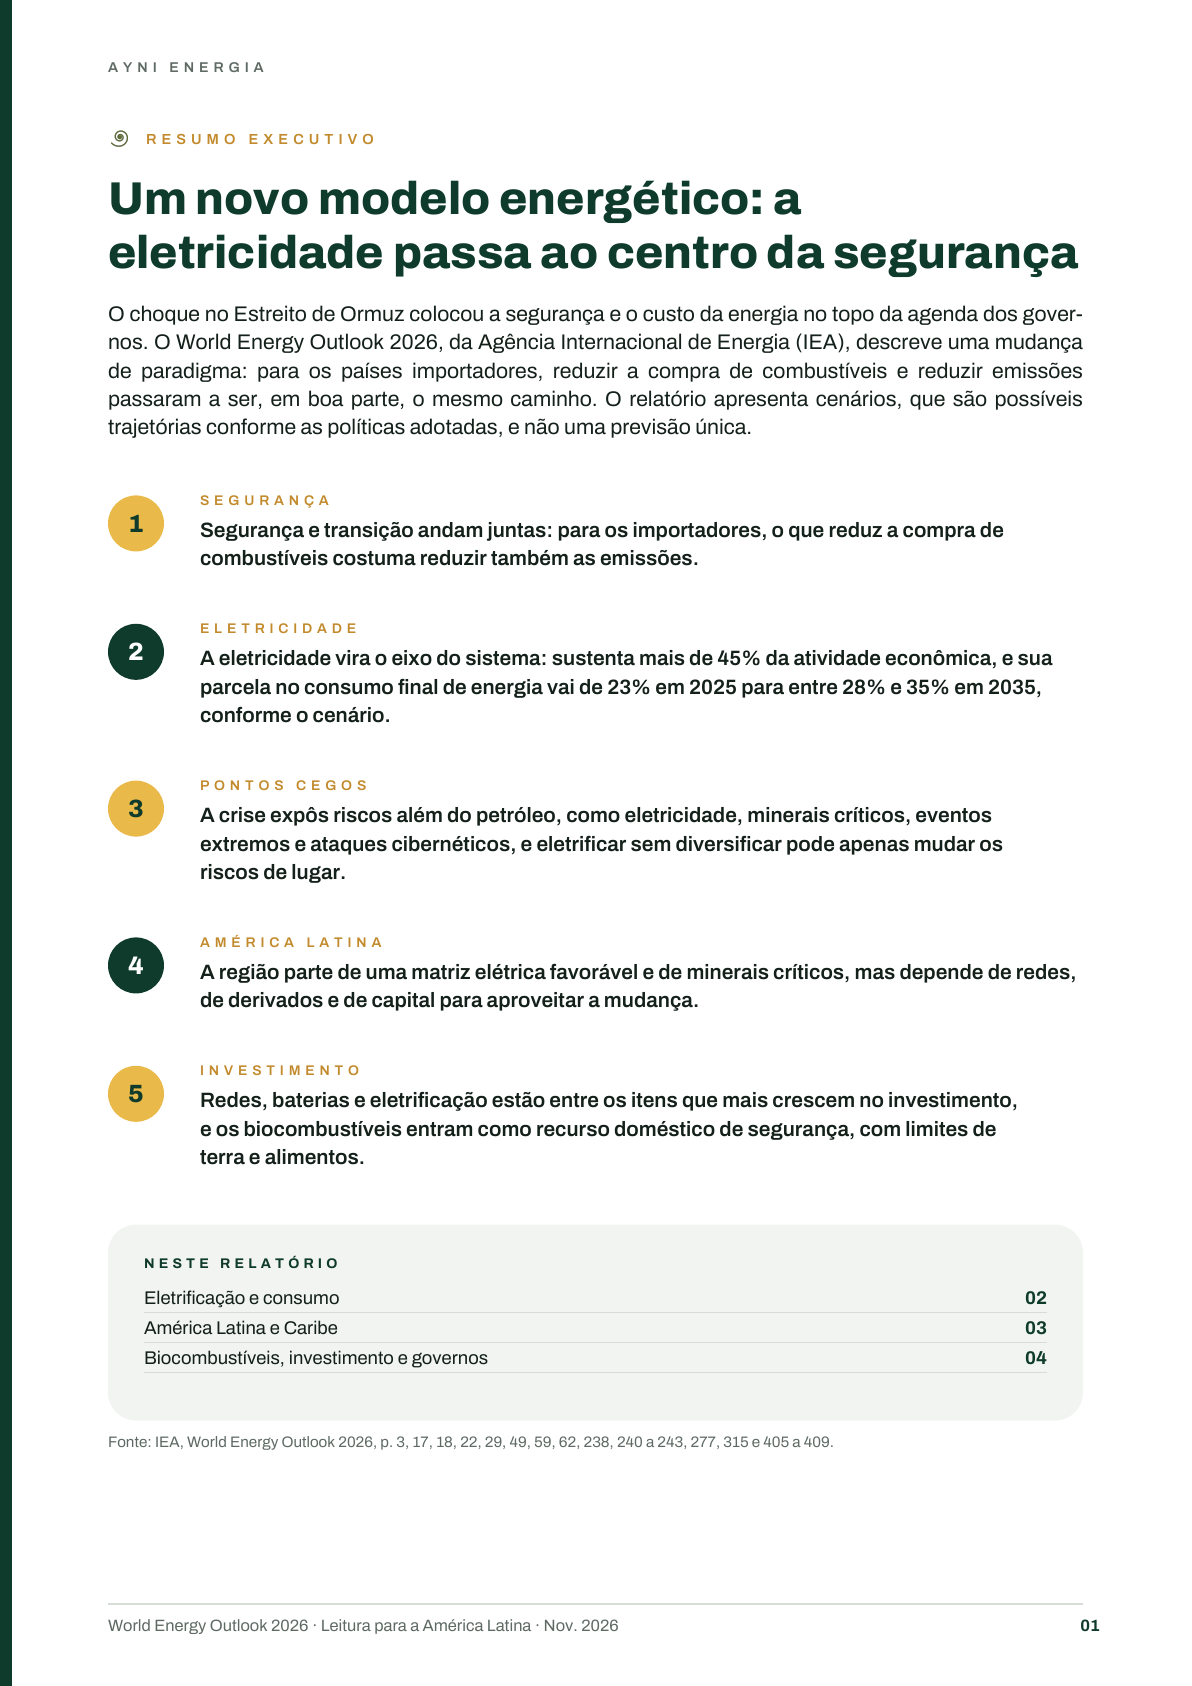 AYNI ENERGIA
RESUMO EXECUTIVO
Um novo modelo energético: a
eletricidade passa ao centro da segurança
O choque no Estreito de Ormuz colocou a segurança e o custo da energia no topo da agenda dos gover-
nos. O World Energy Outlook 2026, da Agência Internacional de Energia (IEA), descreve uma mudança
de paradigma: para os países importadores, reduzir a compra de combustíveis e reduzir emissões
passaram a ser, em boa parte, o mesmo caminho. O relatório apresenta cenários, que são possíveis
trajetórias conforme as políticas adotadas, e não uma previsão única.
1
SEGURANÇA
Segurança e transição andam juntas: para os importadores, o que reduz a compra de
combustíveis costuma reduzir também as emissões.
2
ELETRICIDADE
A eletricidade vira o eixo do sistema: sustenta mais de 45% da atividade econômica, e sua
parcela no consumo final de energia vai de 23% em 2025 para entre 28% e 35% em 2035,
conforme o cenário.
3
PONTOS CEGOS
A crise expôs riscos além do petróleo, como eletricidade, minerais críticos, eventos
extremos e ataques cibernéticos, e eletrificar sem diversificar pode apenas mudar os
riscos de lugar.
4
AMÉRICA LATINA
A região parte de uma matriz elétrica favorável e de minerais críticos, mas depende de redes,
de derivados e de capital para aproveitar a mudança.
5
INVESTIMENTO
Redes, baterias e eletrificação estão entre os itens que mais crescem no investimento,
e os biocombustíveis entram como recurso doméstico de segurança, com limites de
terra e alimentos.
NESTE RELATÓRIO
Eletrificação e consumo 02
América Latina e Caribe 03
Biocombustíveis, investimento e governos 04
Fonte: IEA, World Energy Outlook 2026, p. 3, 17, 18, 22, 29, 49, 59, 62, 238, 240 a 243, 277, 315 e 405 a 409.
World Energy Outlook 2026 · Leitura para a América Latina · Nov. 2026 01